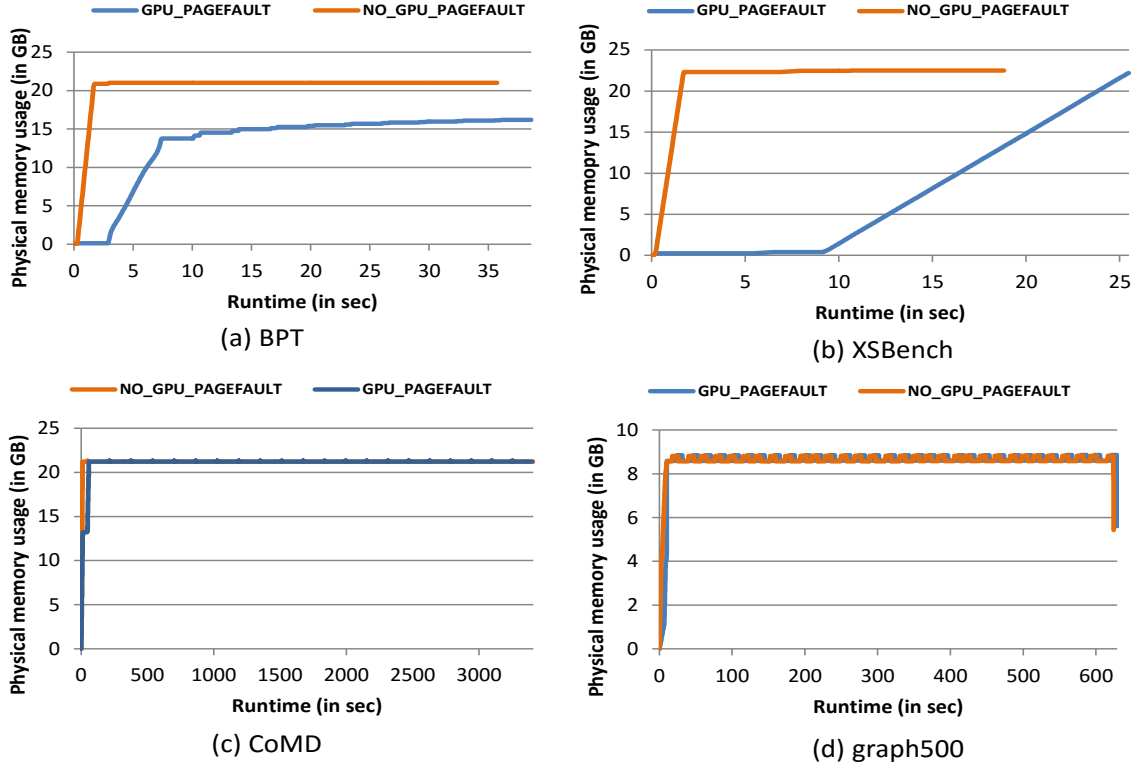 GPU_PAGEFAULT NO_GPU_PAGEFAULT
Physical memory usage (in GB)
25
20
15
10
5
0
0 5 10 15 20 25 30 35
Runtime (in sec)
(a) BPT
GPU_PAGEFAULT NO_GPU_PAGEFAULT
Physical memopry usage (in GB)
25
20
15
10
5
0
0 5 10 15 20 25
Runtime (in sec)
(b) XSBench
NO_GPU_PAGEFAULT GPU_PAGEFAULT
Physical memory usage (in GB)
25
20
15
10
5
0
0 500 1000 1500 2000 2500 3000
Runtime (in sec)
(c) CoMD
GPU_PAGEFAULT NO_GPU_PAGEFAULT
Physical memory usage (in GB)
10
8
6
4
2
0
0 100 200 300 400 500 600
Runtime (in sec)
(d) graph500